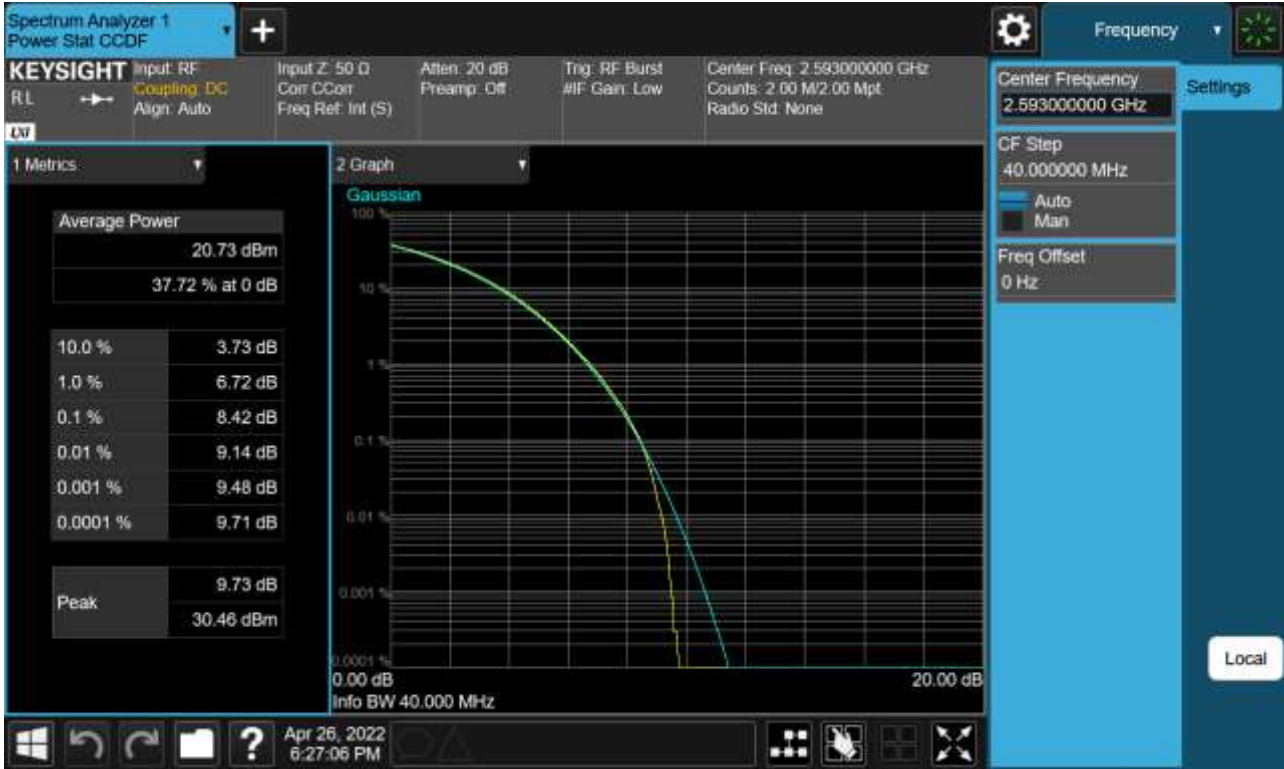 Spectrum Analyzer 1
Power Stat CCDF
+
Frequency
KEYSIGHT
RL
LXI
Input: RF
Coupling: DC
Align: Auto
Input Z: 50 Ω
Corr CCorr
Freq Ref: Int (S)
Atten: 20 dB
Preamp: Off
Trig: RF Burst
#IF Gain: Low
Center Freq: 2.593000000 GHz
Counts: 2.00 M/2.00 Mpt
Radio Std: None
Center Frequency
2.593000000 GHz
Settings
CF Step
40.000000 MHz
Auto
Man
Freq Offset
0 Hz
Local
1 Metrics
Average Power
20.73 dBm
37.72 % at 0 dB
10.0 % 3.73 dB
1.0 % 6.72 dB
0.1 % 8.42 dB
0.01 % 9.14 dB
0.001 % 9.48 dB
0.0001 % 9.71 dB
Peak
9.73 dB
30.46 dBm
2 Graph
Gaussian
100 %
10 %
1 %
0.1 %
0.01 %
0.001 %
0.0001 %
0.00 dB
20.00 dB
Info BW 40.000 MHz
?
Apr 26, 2022
6:27:06 PM